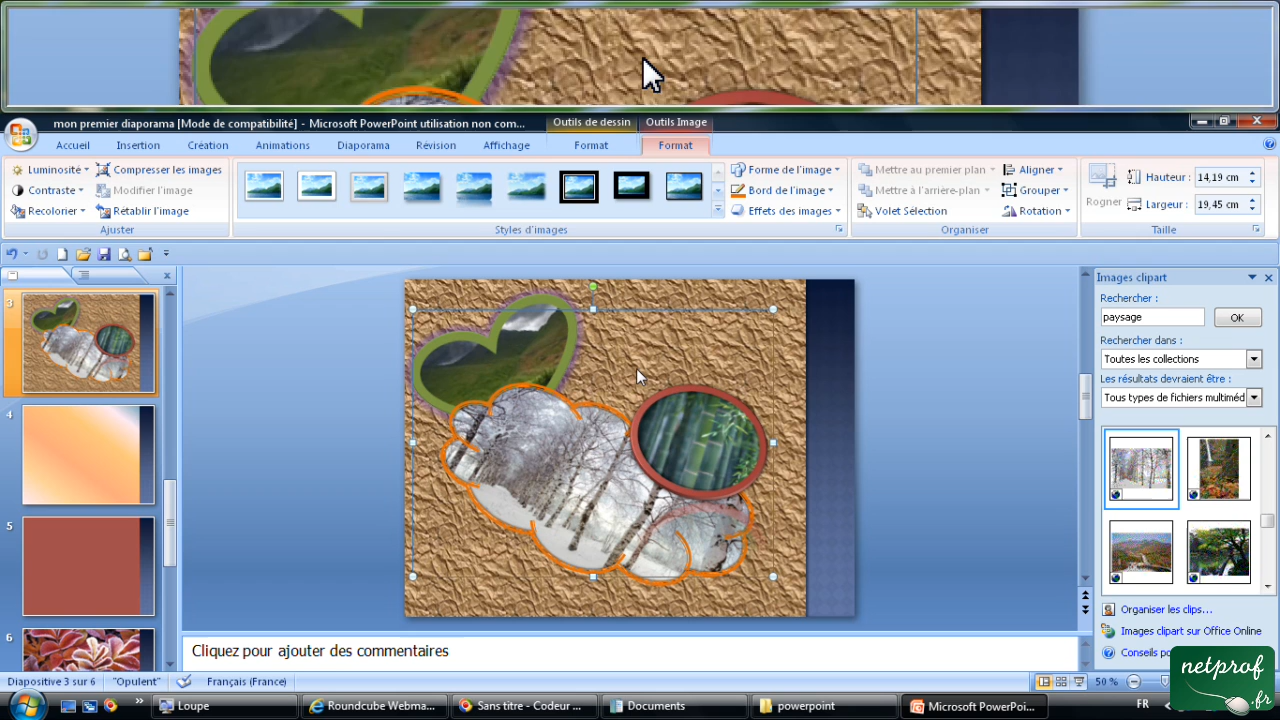 mon premier diaporama [Mode de compatibilité] - Microsoft PowerPoint utilisation non com...
Outils de dessin
Outils Image
Accueil
Insertion
Création
Animations
Diaporama
Révision
Affichage
Format
Format
Luminosité
Contraste
Recolorier
Compresser les images
Modifier l'image
Rétablir l'image
Ajuster
Styles d'images
Forme de l'image
Bord de l'image
Effets des images
Mettre au premier plan
Mettre à l'arrière-plan
Volet Sélection
Aligner
Grouper
Rotation
Organiser
Rogner
Hauteur : 14,19 cm
Largeur : 19,45 cm
Taille
3
4
5
6
Images clipart
Rechercher :
paysage
OK
Rechercher dans :
Toutes les collections
Les résultats devraient être :
Tous types de fichiers multiméd
Organiser les clips...
Images clipart sur Office Online
Conseils
Cliquez pour ajouter des commentaires
Diapositive 3 sur 6
"Opulent"
Français (France)
50 %
netprof
.fr
Loupe
Roundcube Webma...
Sans titre - Codeur ...
Documents
powerpoint
Microsoft PowerPoi...
FR